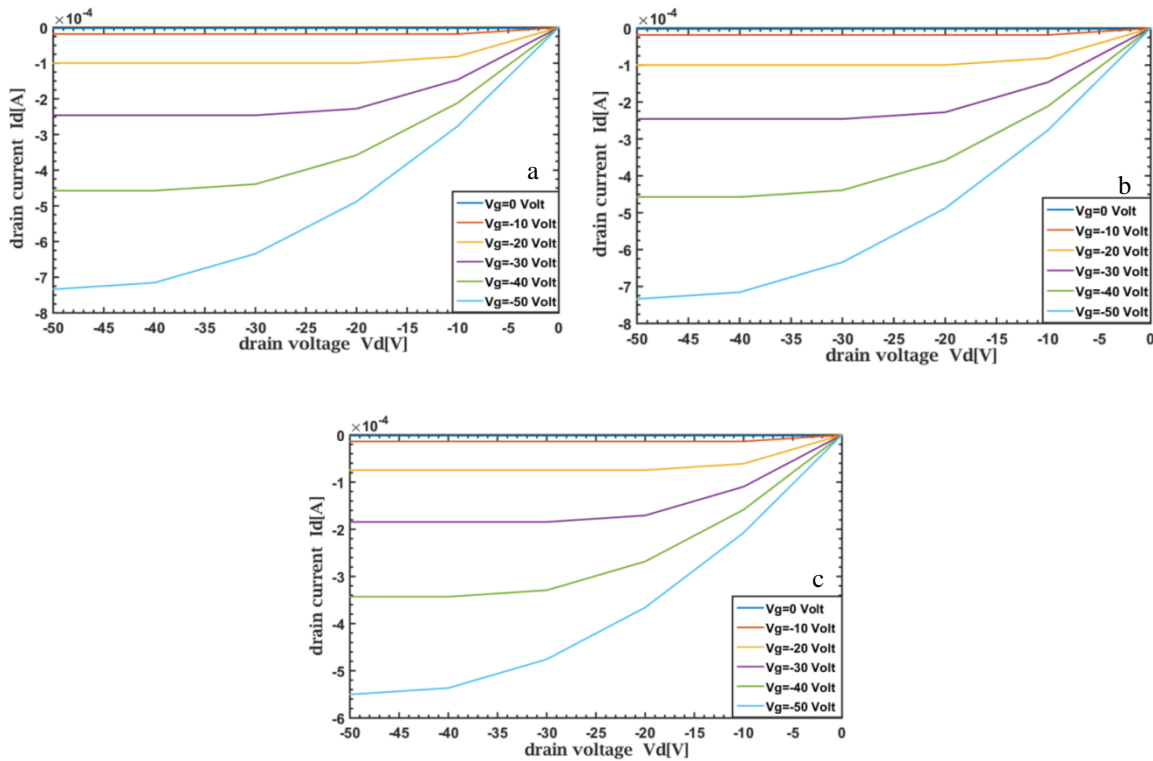 ×10⁻⁴
0
-1
-2
-3
-4
-5
-6
-7
-8
drain current Id[A]
a
Vg=0 Volt
Vg=-10 Volt
Vg=-20 Volt
Vg=-30 Volt
Vg=-40 Volt
Vg=-50 Volt
-50 -45 -40 -35 -30 -25 -20 -15 -10 -5 0
drain voltage Vd[V]
×10⁻⁴
0
-1
-2
-3
-4
-5
-6
-7
-8
drain current Id[A]
b
Vg=0 Volt
Vg=-10 Volt
Vg=-20 Volt
Vg=-30 Volt
Vg=-40 Volt
Vg=-50 Volt
-50 -45 -40 -35 -30 -25 -20 -15 -10 -5 0
drain voltage Vd[V]
×10⁻⁴
0
-1
-2
-3
-4
-5
-6
drain current Id[A]
c
Vg=0 Volt
Vg=-10 Volt
Vg=-20 Volt
Vg=-30 Volt
Vg=-40 Volt
Vg=-50 Volt
-50 -45 -40 -35 -30 -25 -20 -15 -10 -5 0
drain voltage Vd[V]